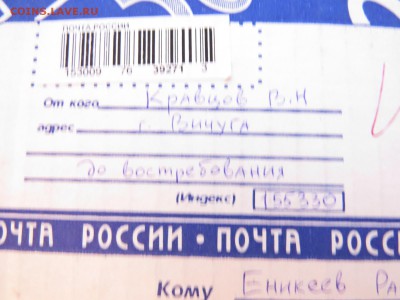 COINS.LAVE.RU
ПОЧТА РОССИИ
153009 76 39271 3
От кого Кравцов В.Н
адрес г. Вичуга
до востребования
(Индекс) 155330
ПОЧТА РОССИИ • ПОЧТА РОСС
Кому Еникеев Ра